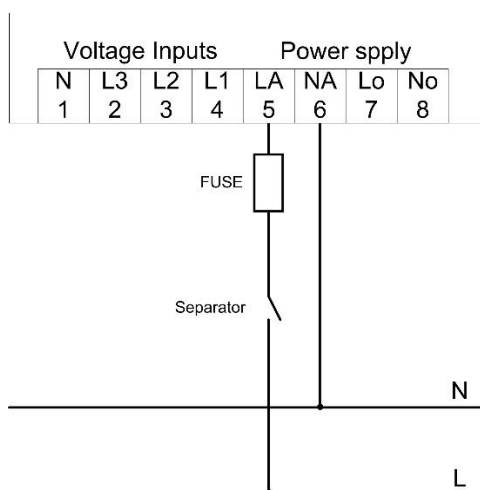 Voltage Inputs Power spply
N L3 L2 L1 LA NA Lo No
1 2 3 4 5 6 7 8
FUSE
Separator
N
L